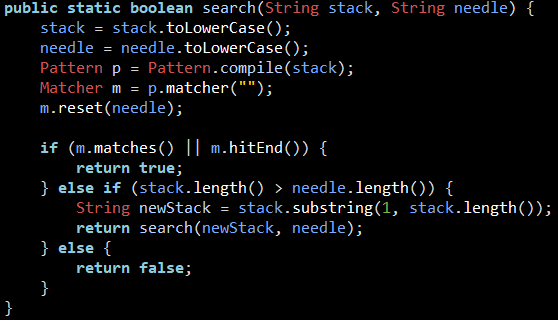 public static boolean search(String stack, String needle) {
    stack = stack.toLowerCase();
    needle = needle.toLowerCase();
    Pattern p = Pattern.compile(stack);
    Matcher m = p.matcher("");
    m.reset(needle);

    if (m.matches() || m.hitEnd()) {
        return true;
    } else if (stack.length() > needle.length()) {
        String newStack = stack.substring(1, stack.length());
        return search(newStack, needle);
    } else {
        return false;
    }
}